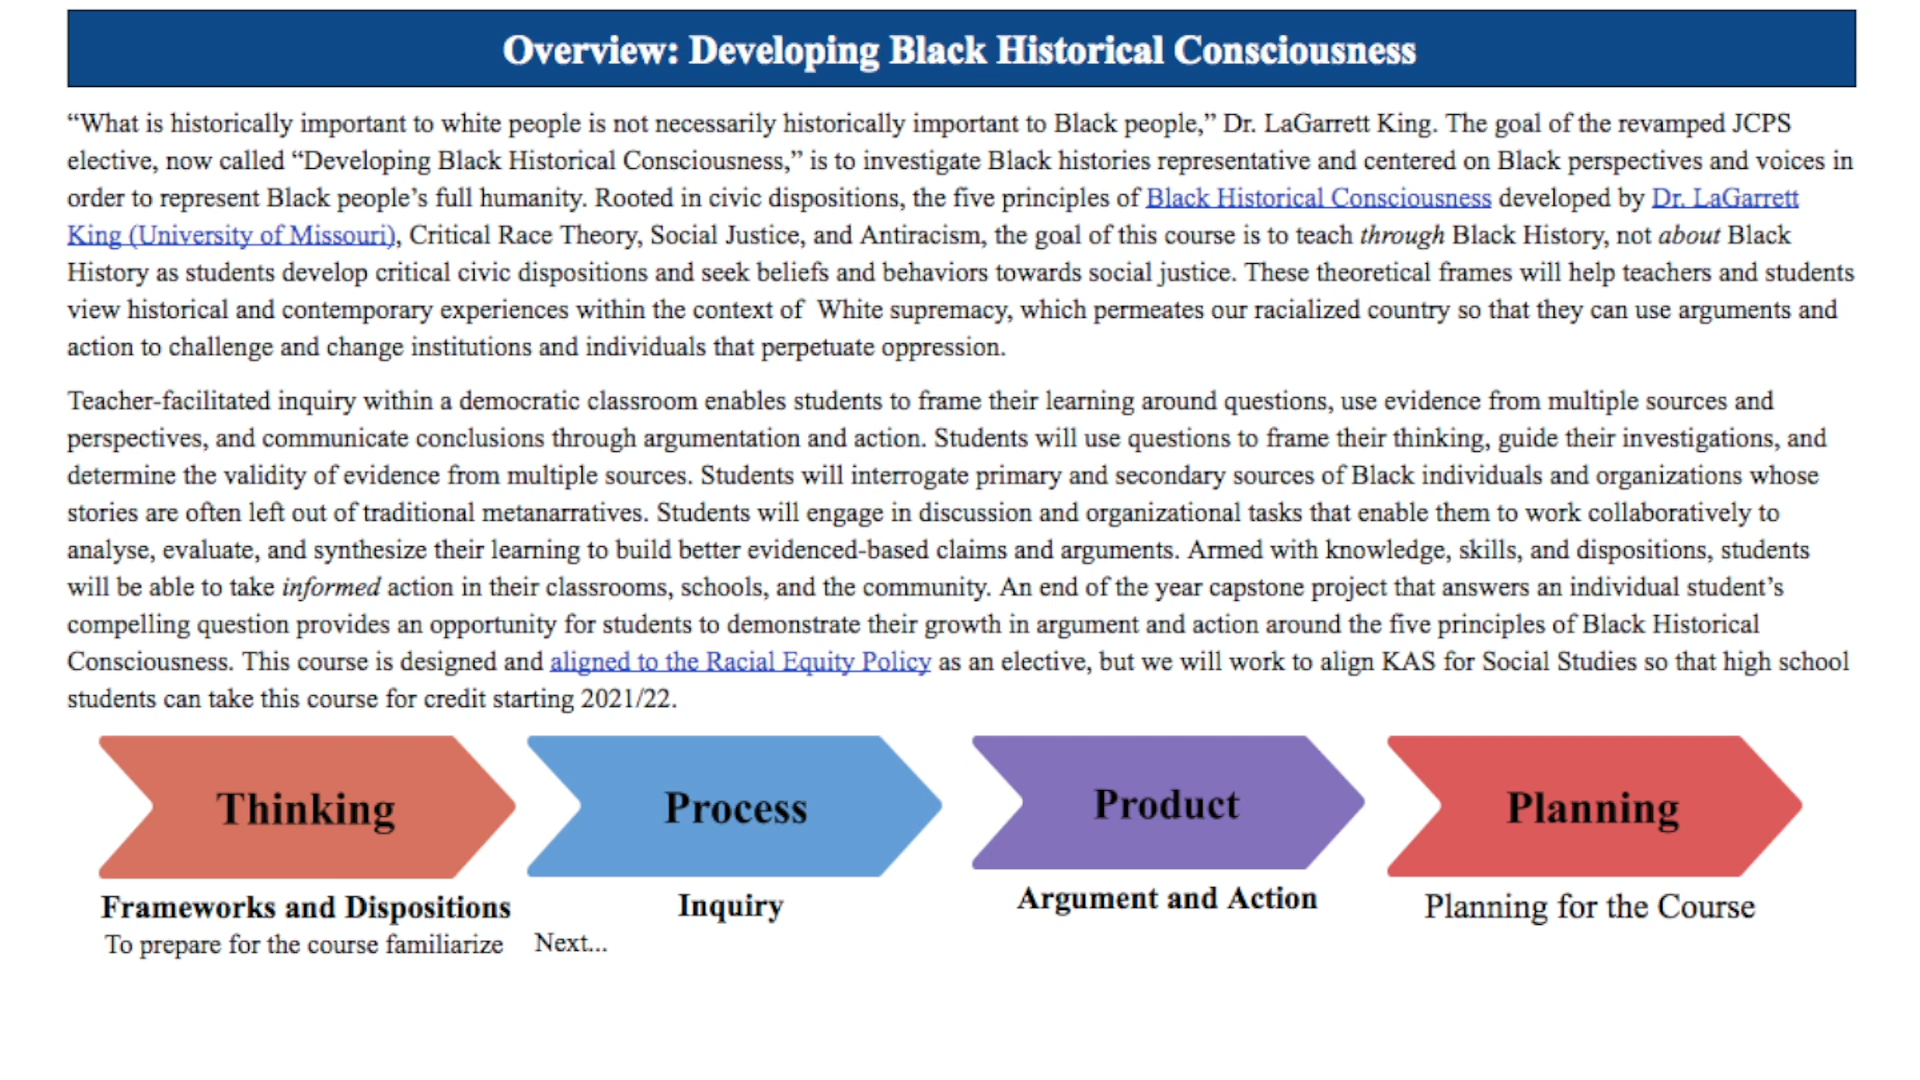 Overview: Developing Black Historical Consciousness
“What is historically important to white people is not necessarily historically important to Black people,” Dr. LaGarrett King. The goal of the revamped JCPS
elective, now called “Developing Black Historical Consciousness,” is to investigate Black histories representative and centered on Black perspectives and voices in
order to represent Black people’s full humanity. Rooted in civic dispositions, the five principles of Black Historical Consciousness developed by Dr. LaGarrett
King (University of Missouri), Critical Race Theory, Social Justice, and Antiracism, the goal of this course is to teach through Black History, not about Black
History as students develop critical civic dispositions and seek beliefs and behaviors towards social justice. These theoretical frames will help teachers and students
view historical and contemporary experiences within the context of  White supremacy, which permeates our racialized country so that they can use arguments and
action to challenge and change institutions and individuals that perpetuate oppression.
Teacher-facilitated inquiry within a democratic classroom enables students to frame their learning around questions, use evidence from multiple sources and
perspectives, and communicate conclusions through argumentation and action. Students will use questions to frame their thinking, guide their investigations, and
determine the validity of evidence from multiple sources. Students will interrogate primary and secondary sources of Black individuals and organizations whose
stories are often left out of traditional metanarratives. Students will engage in discussion and organizational tasks that enable them to work collaboratively to
analyse, evaluate, and synthesize their learning to build better evidenced-based claims and arguments. Armed with knowledge, skills, and dispositions, students
will be able to take informed action in their classrooms, schools, and the community. An end of the year capstone project that answers an individual student’s
compelling question provides an opportunity for students to demonstrate their growth in argument and action around the five principles of Black Historical
Consciousness. This course is designed and aligned to the Racial Equity Policy as an elective, but we will work to align KAS for Social Studies so that high school
students can take this course for credit starting 2021/22.
Thinking
Process
Product
Planning
Frameworks and Dispositions
Inquiry
Argument and Action
Planning for the Course
To prepare for the course familiarize
Next...